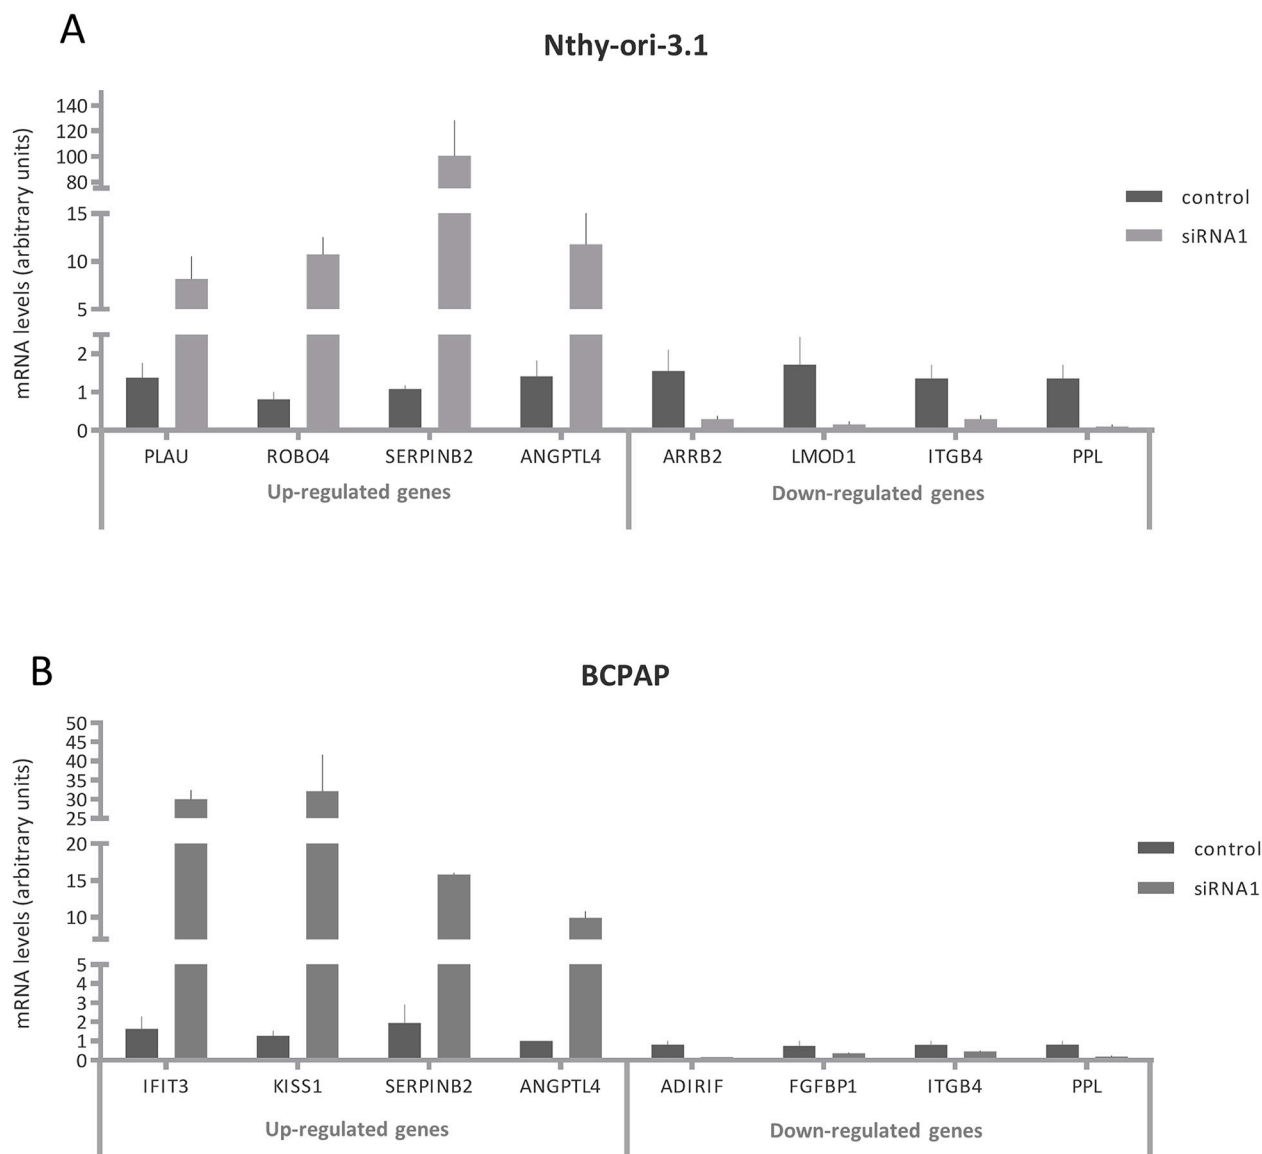 A
Nthy-ori-3.1
mRNA levels (arbitrary units)
140
120
100
80
15
10
5
2
1
0
control
siRNA1
PLAU ROBO4 SERPINB2 ANGPTL4 ARRB2 LMOD1 ITGB4 PPL
Up-regulated genes Down-regulated genes
B
BCPAP
mRNA levels (arbitrary units)
50
45
40
35
30
25
20
15
10
5
4
3
2
1
0
control
siRNA1
IFIT3 KISS1 SERPINB2 ANGPTL4 ADIRIF FGFBP1 ITGB4 PPL
Up-regulated genes Down-regulated genes